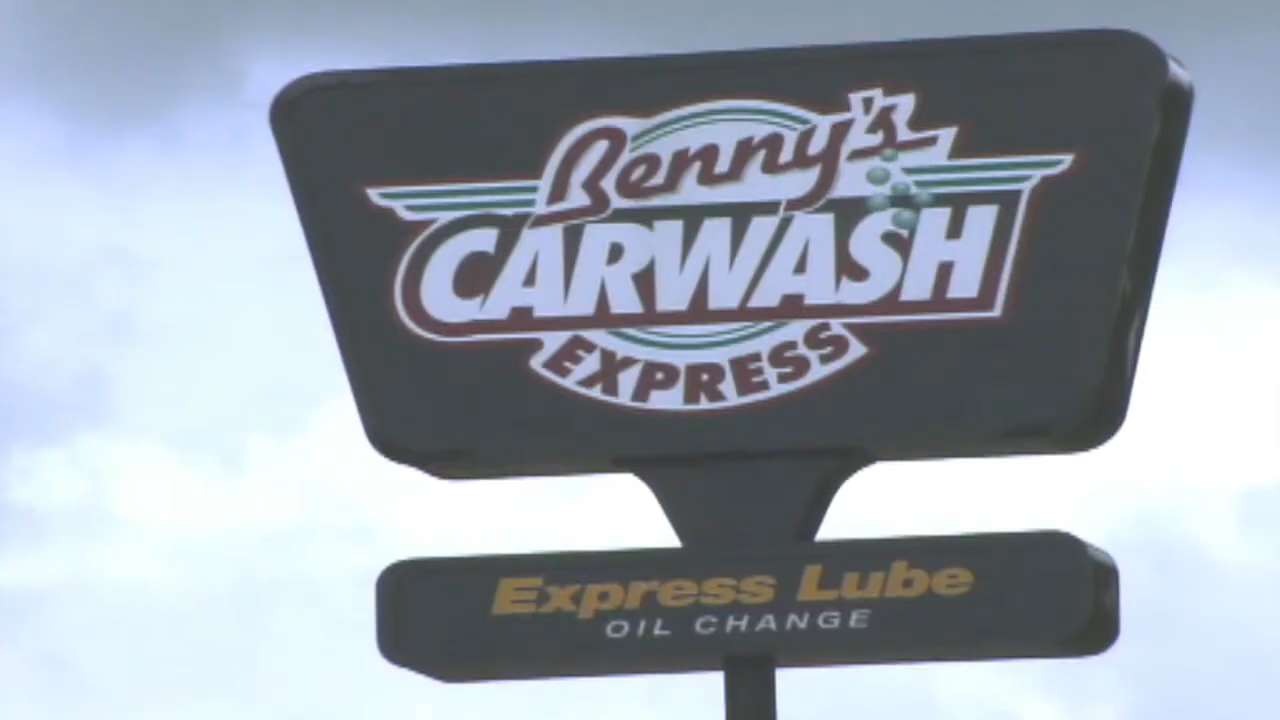 Benny's
CARWASH
EXPRESS
Express Lube
OIL CHANGE